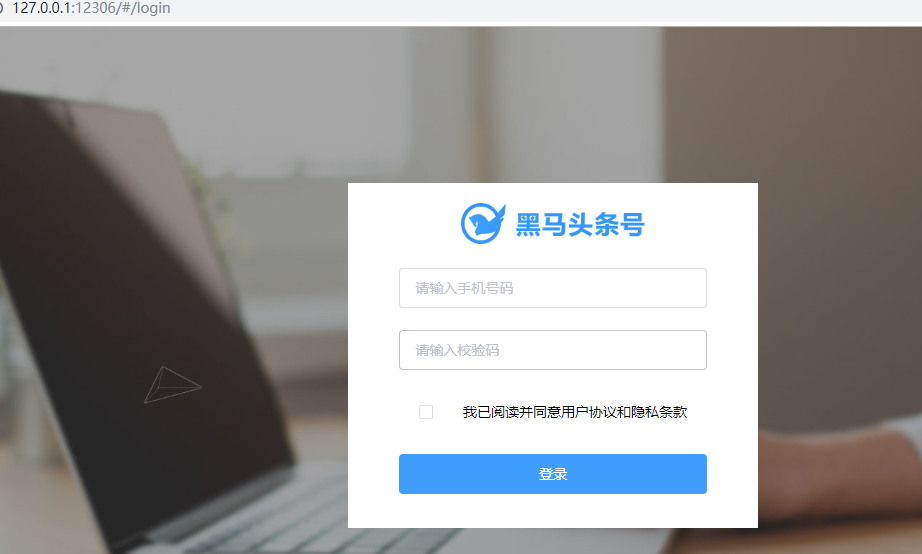 127.0.0.1:12306/#/login
黑马头条号
请输入手机号码
请输入校验码
我已阅读并同意用户协议和隐私条款
登录